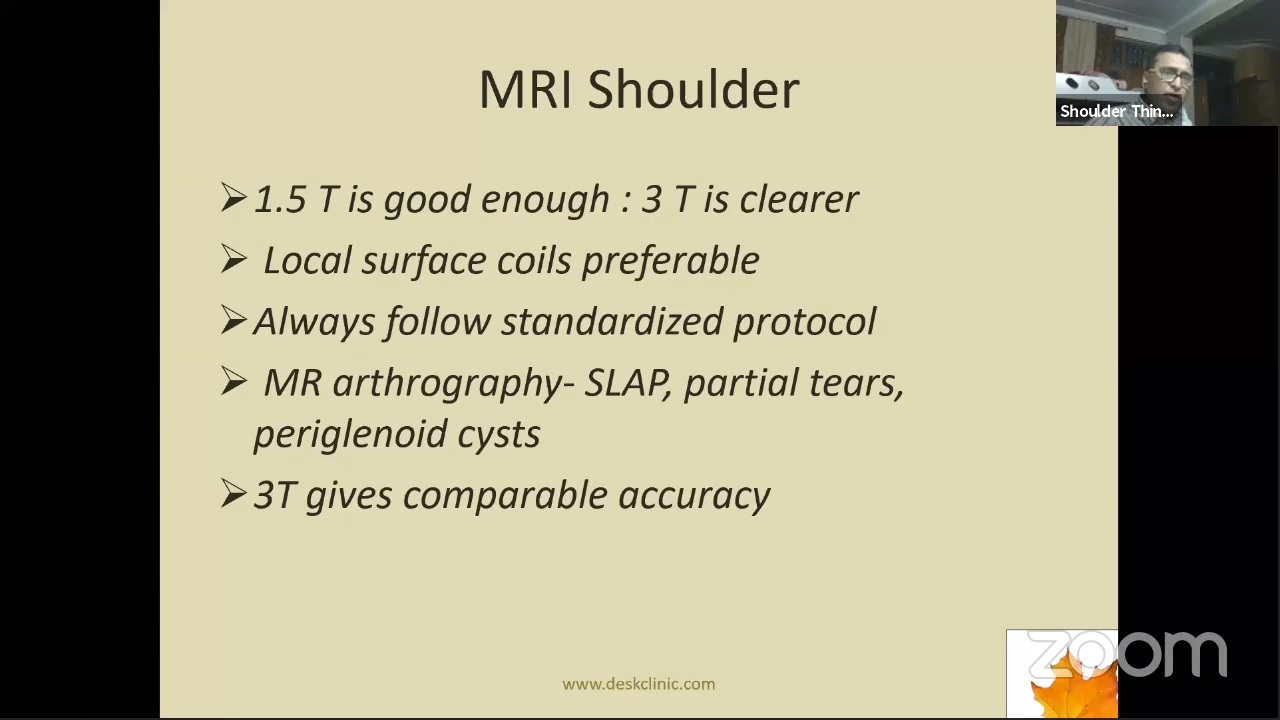 MRI Shoulder
Shoulder Thin...
➢1.5 T is good enough : 3 T is clearer
➢ Local surface coils preferable
➢Always follow standardized protocol
➢ MR arthrography- SLAP, partial tears,
periglenoid cysts
➢3T gives comparable accuracy
www.deskclinic.com
zoom